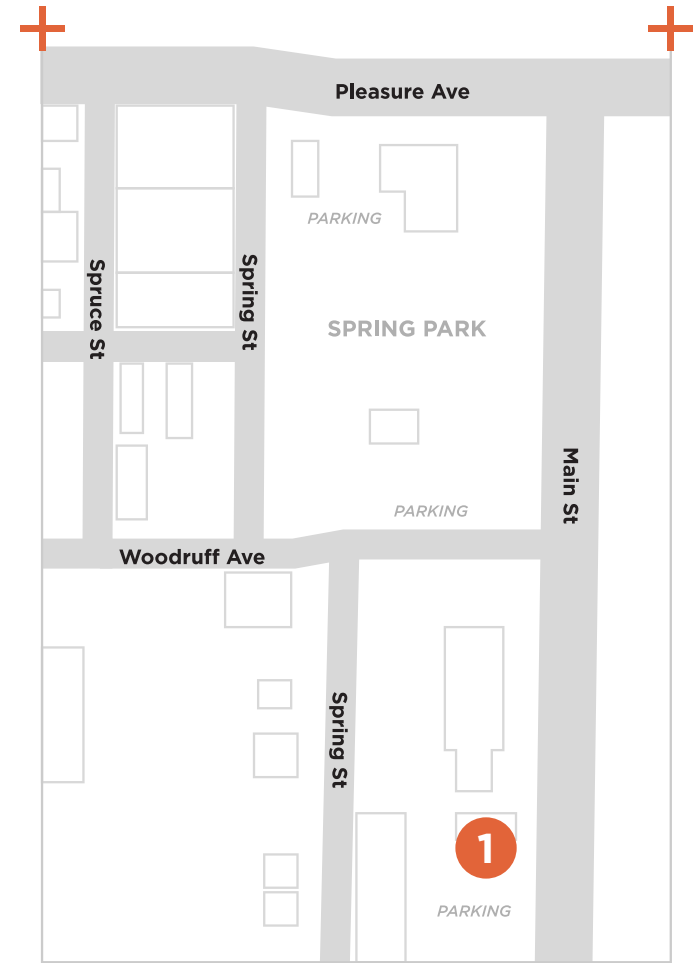 Pleasure Ave
PARKING
Spruce St
Spring St
SPRING PARK
Main St
PARKING
Woodruff Ave
Spring St
1
PARKING